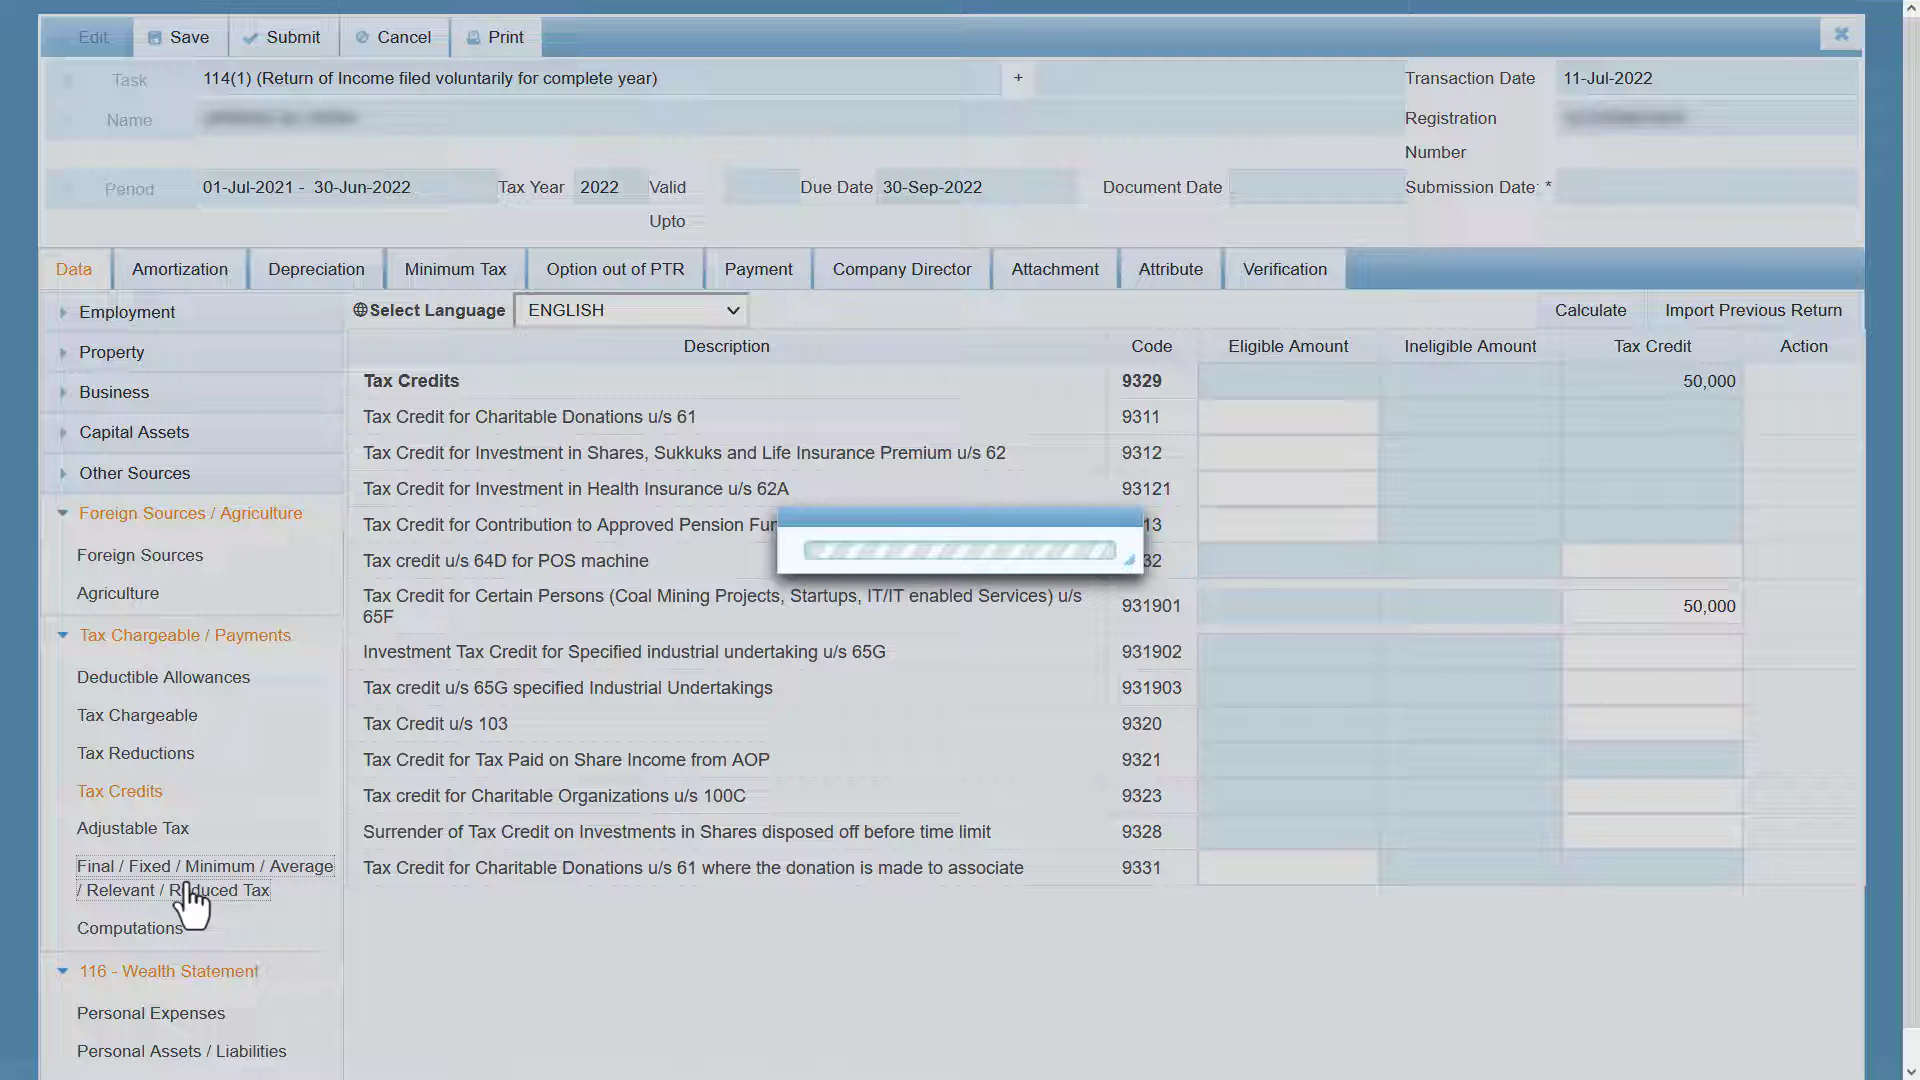 Edit Save Submit Cancel Print
Task 114(1) (Return of Income filed voluntarily for complete year) + Transaction Date 11-Jul-2022
Name Registration
Number
Period 01-Jul-2021 - 30-Jun-2022 Tax Year 2022 Valid Due Date 30-Sep-2022 Document Date Submission Date: *
Upto
Data Amortization Depreciation Minimum Tax Option out of PTR Payment Company Director Attachment Attribute Verification
Employment
Property
Business
Capital Assets
Other Sources
Foreign Sources / Agriculture
Foreign Sources
Agriculture
Tax Chargeable / Payments
Deductible Allowances
Tax Chargeable
Tax Reductions
Tax Credits
Adjustable Tax
Final / Fixed / Minimum / Average
/ Relevant / Reduced Tax
Computations
116 - Wealth Statement
Personal Expenses
Personal Assets / Liabilities
Select Language ENGLISH Calculate Import Previous Return
Description Code Eligible Amount Ineligible Amount Tax Credit Action
Tax Credits 9329 50,000
Tax Credit for Charitable Donations u/s 61 9311
Tax Credit for Investment in Shares, Sukkuks and Life Insurance Premium u/s 62 9312
Tax Credit for Investment in Health Insurance u/s 62A 93121
Tax Credit for Contribution to Approved Pension Fun 13
Tax credit u/s 64D for POS machine 32
Tax Credit for Certain Persons (Coal Mining Projects, Startups, IT/IT enabled Services) u/s 931901 50,000
65F
Investment Tax Credit for Specified industrial undertaking u/s 65G 931902
Tax credit u/s 65G specified Industrial Undertakings 931903
Tax Credit u/s 103 9320
Tax Credit for Tax Paid on Share Income from AOP 9321
Tax credit for Charitable Organizations u/s 100C 9323
Surrender of Tax Credit on Investments in Shares disposed off before time limit 9328
Tax Credit for Charitable Donations u/s 61 where the donation is made to associate 9331